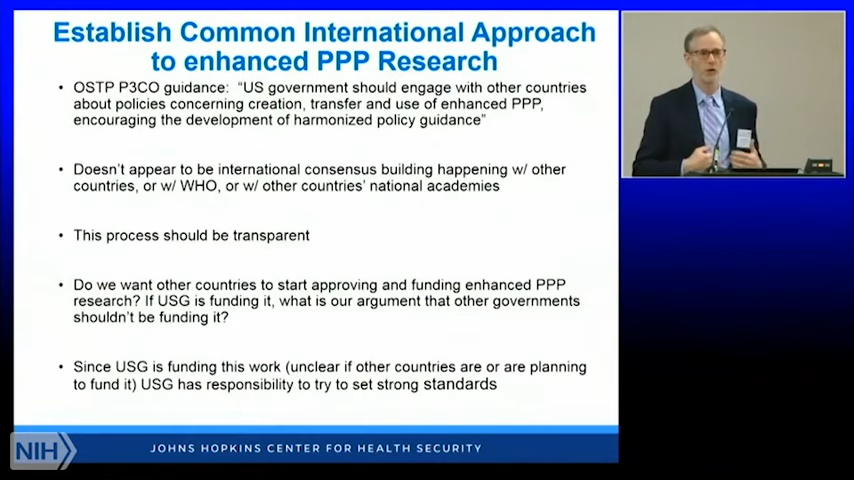 Establish Common International Approach
to enhanced PPP Research
• OSTP P3CO guidance: “US government should engage with other countries
about policies concerning creation, transfer and use of enhanced PPP,
encouraging the development of harmonized policy guidance”
• Doesn’t appear to be international consensus building happening w/ other
countries, or w/ WHO, or w/ other countries’ national academies
• This process should be transparent
• Do we want other countries to start approving and funding enhanced PPP
research? If USG is funding it, what is our argument that other governments
shouldn’t be funding it?
• Since USG is funding this work (unclear if other countries are or are planning
to fund it) USG has responsibility to try to set strong standards
NIH
JOHNS HOPKINS CENTER FOR HEALTH SECURITY